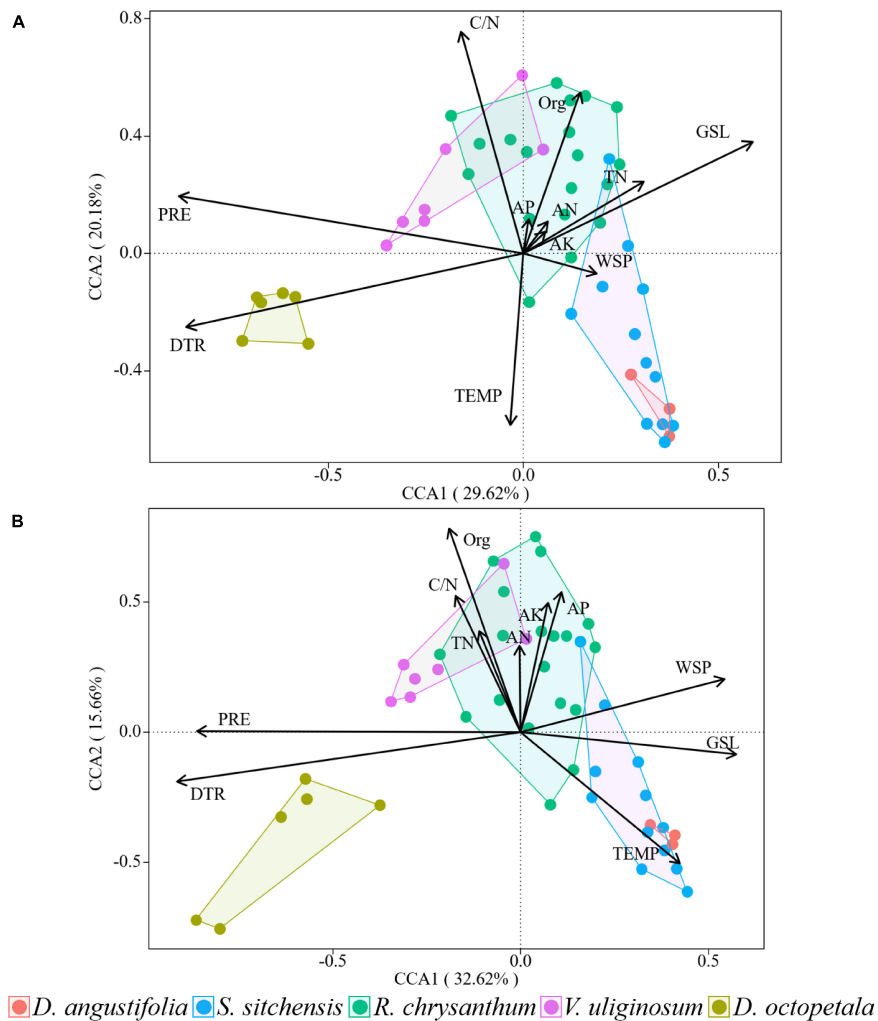 A
0.8
C/N
Org
GSL
0.4
TN
PRE
AP
AN
AK
WSP
0.0
CCA2 ( 20.18% )
DTR
-0.4
TEMP
-0.5
0.0
0.5
CCA1 ( 29.62% )
B
Org
C/N
0.5
AK
AP
TN
AN
WSP
PRE
GSL
0.0
CCA2 ( 15.66% )
DTR
TEMP
-0.5
-0.5
0.0
0.5
CCA1 ( 32.62% )
D. angustifolia S. sitchensis R. chrysanthum V. uliginosum D. octopetala